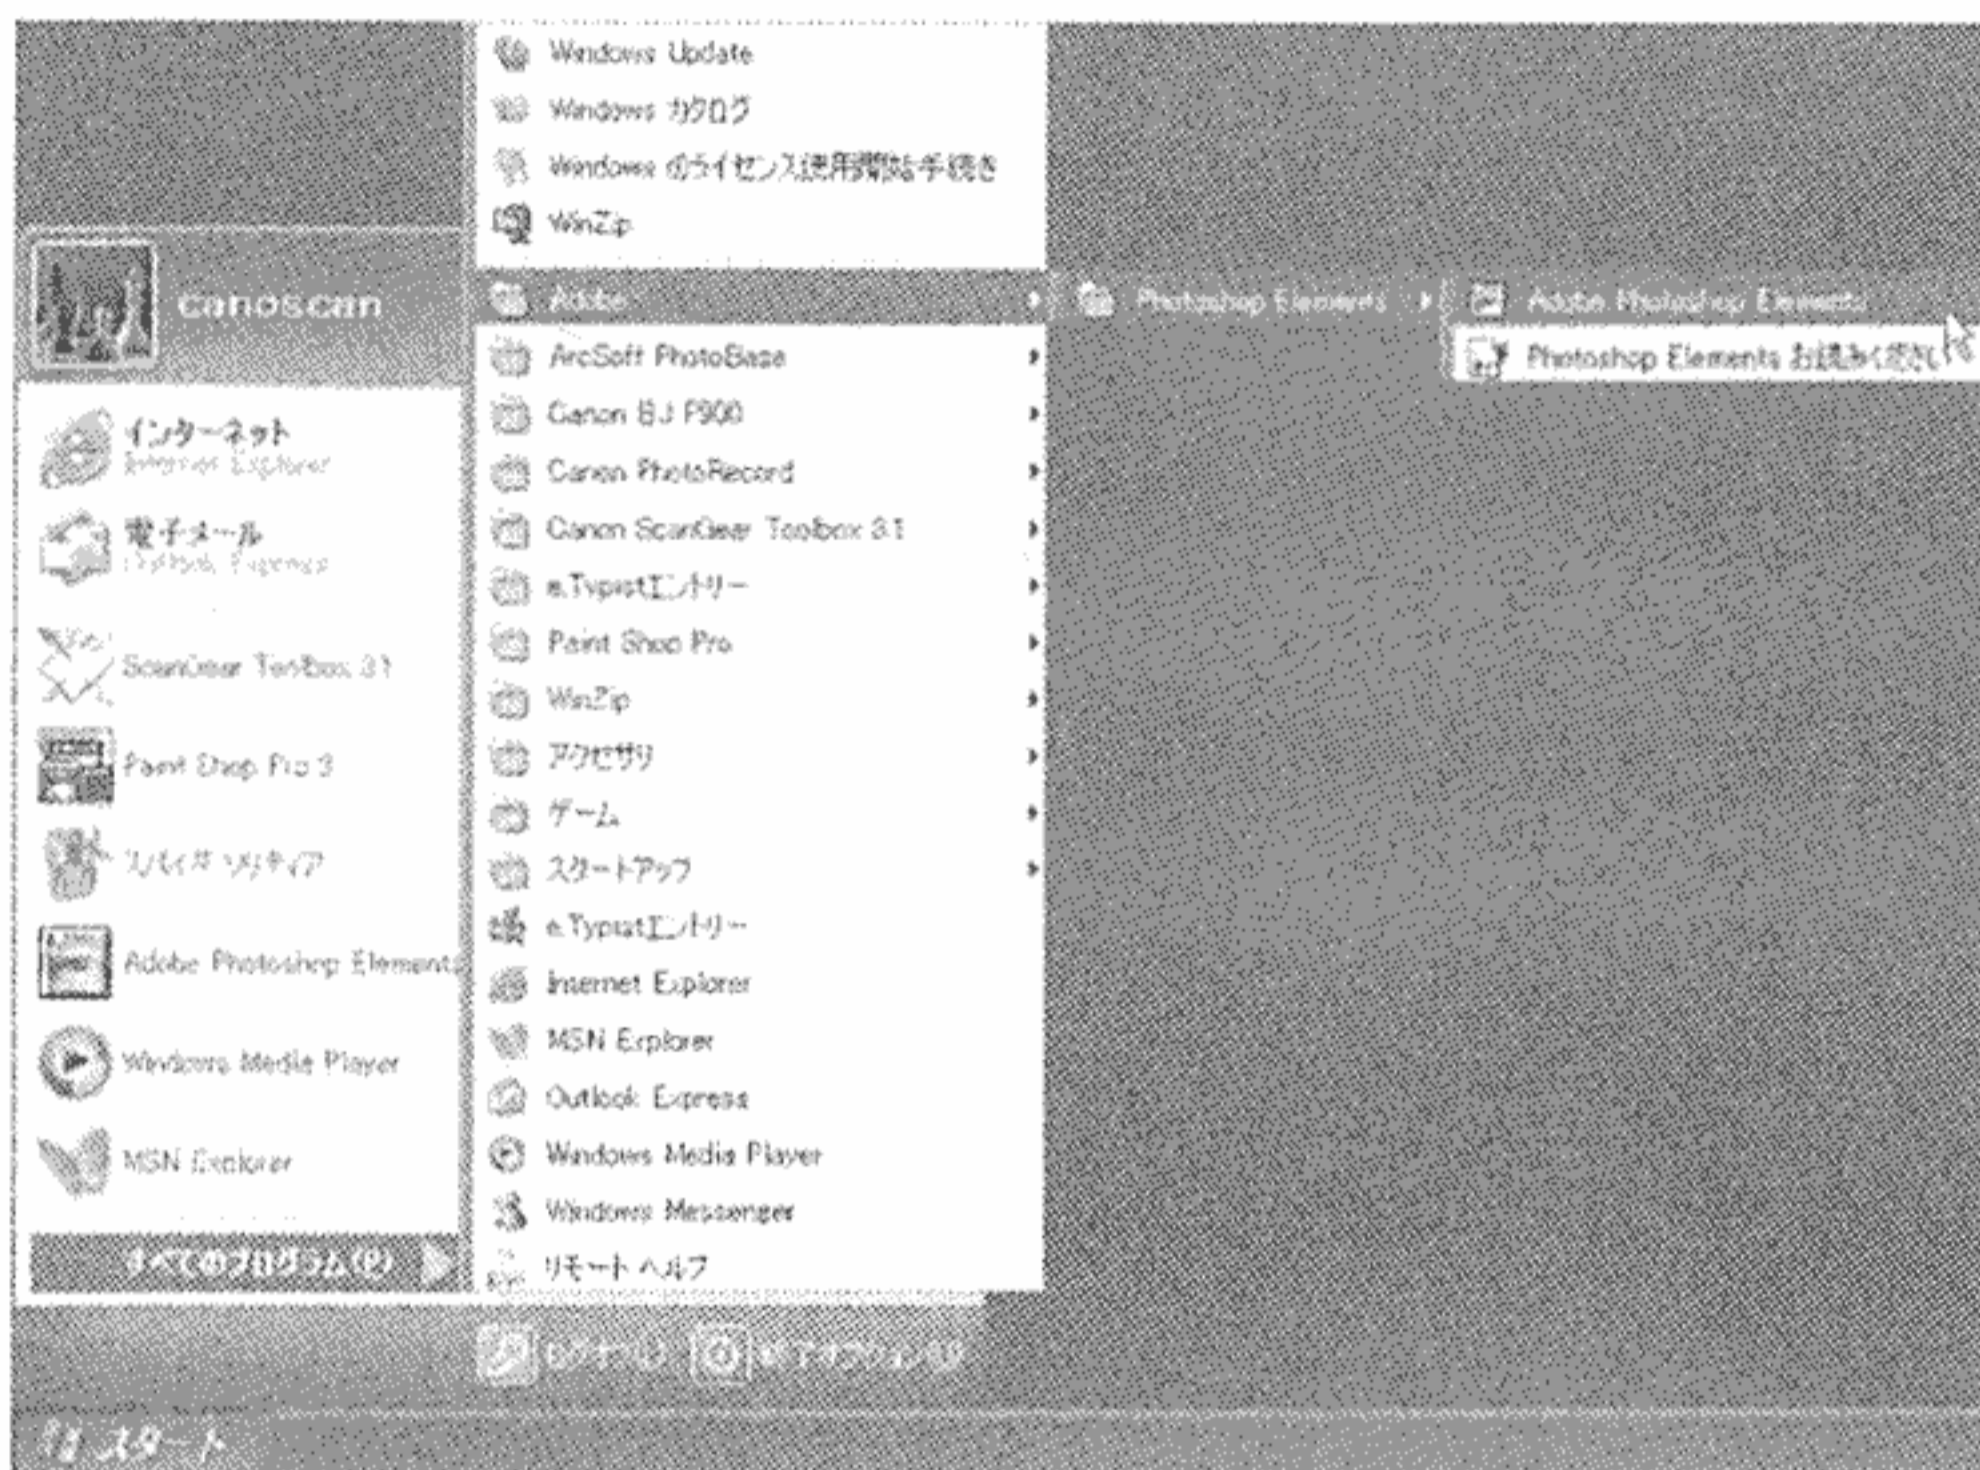 Windows Update
Windows カタログ
Windows のライセンス使用開始手続き
WinZip
canoscan
Adobe
Photoshop Elements
Adobe Photoshop Elements
ArcSoft PhotoBase
Photoshop Elements お読みください
Canon BJ F900
インターネット
Internet Explorer
Canon PhotoRecord
電子メール
Outlook Express
Canon ScanGear Toolbox 3.1
e.Typistエントリー
ScanGear Toolbox 3.1
Paint Shop Pro
WinZip
Paint Shop Pro
アクセサリ
ゲーム
スタートアップ
Adobe Photoshop Elements
e.Typistエントリー
Internet Explorer
Windows Media Player
MSN Explorer
Outlook Express
MSN Explorer
Windows Media Player
Windows Messenger
すべてのプログラム(P)
リモート ヘルプ
スタート